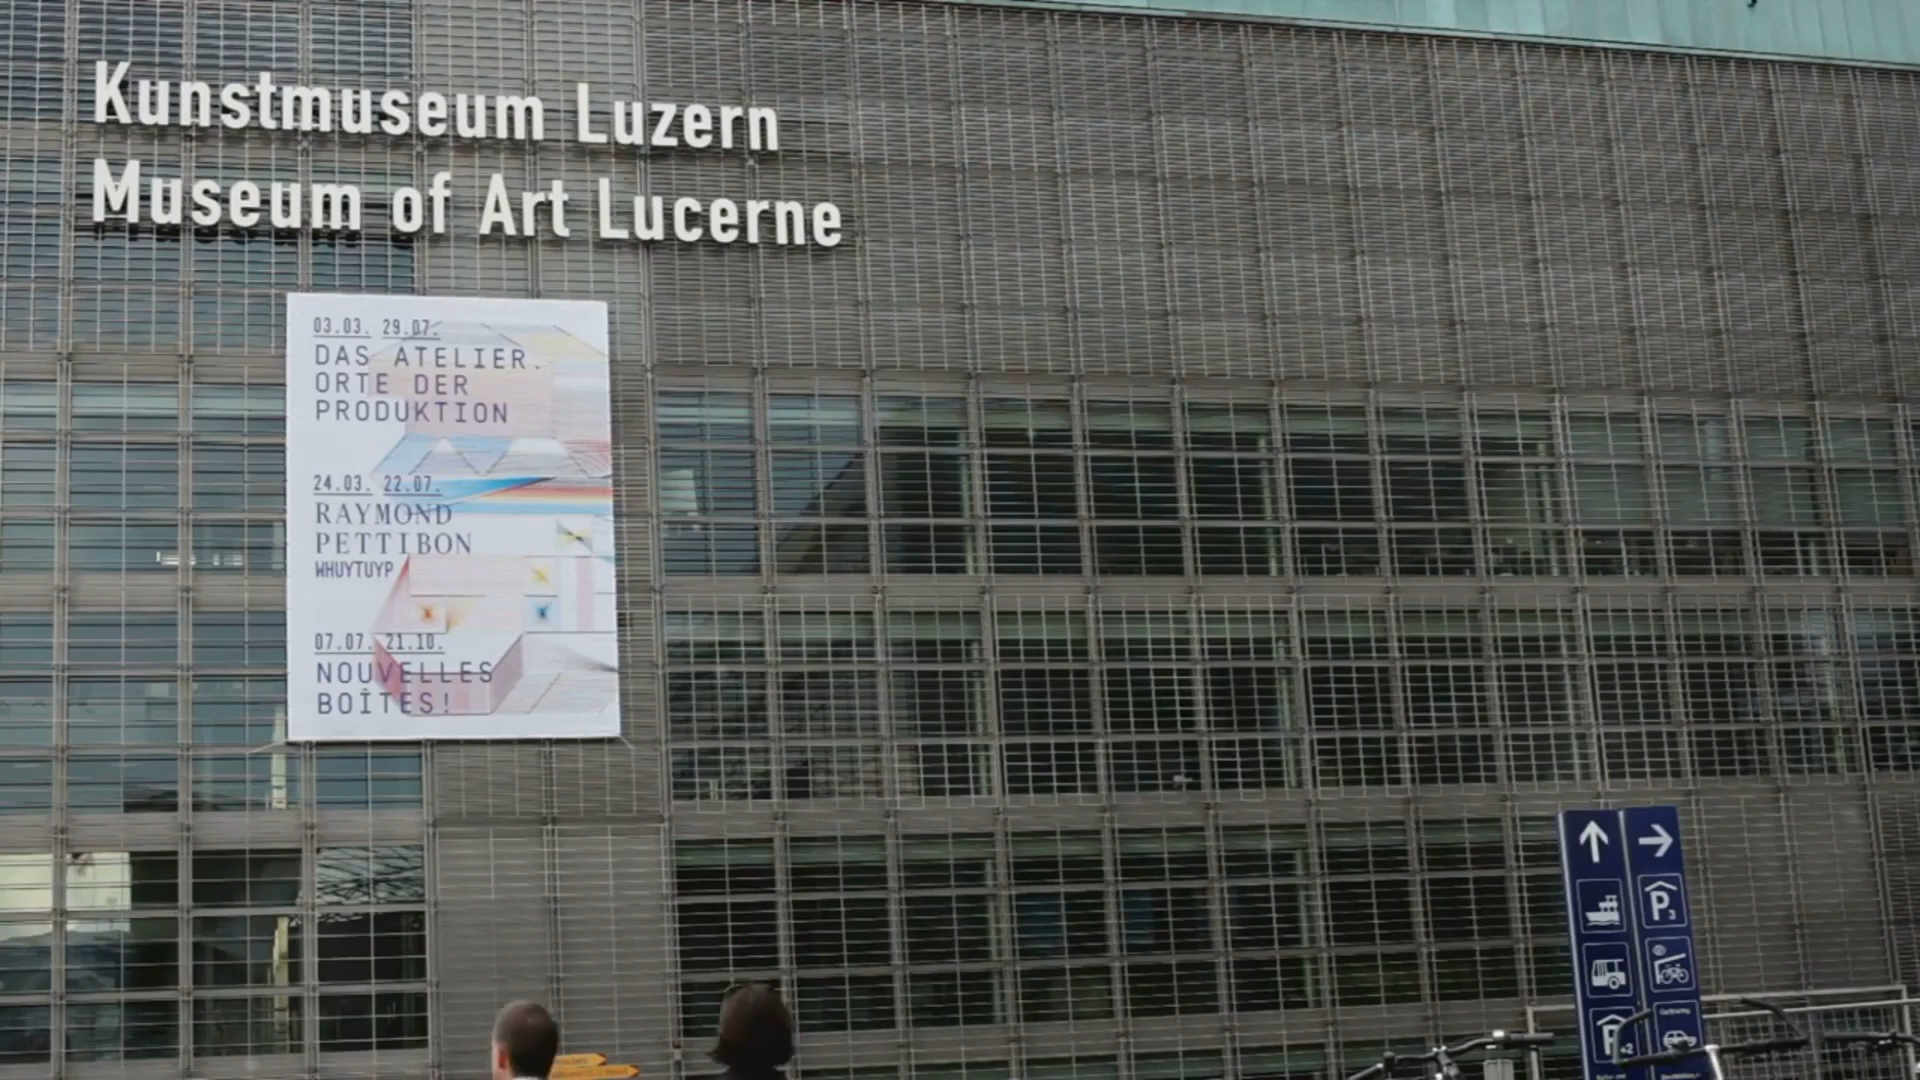 Kunstmuseum Luzern
Museum of Art Lucerne
03.03. 29.07.
DAS ATELIER.
ORTE DER
PRODUKTION
24.03. 22.07.
RAYMOND
PETTIBON
WHUYTUYP
07.07. 21.10.
NOUVELLES
BOÎTES!
P3
P